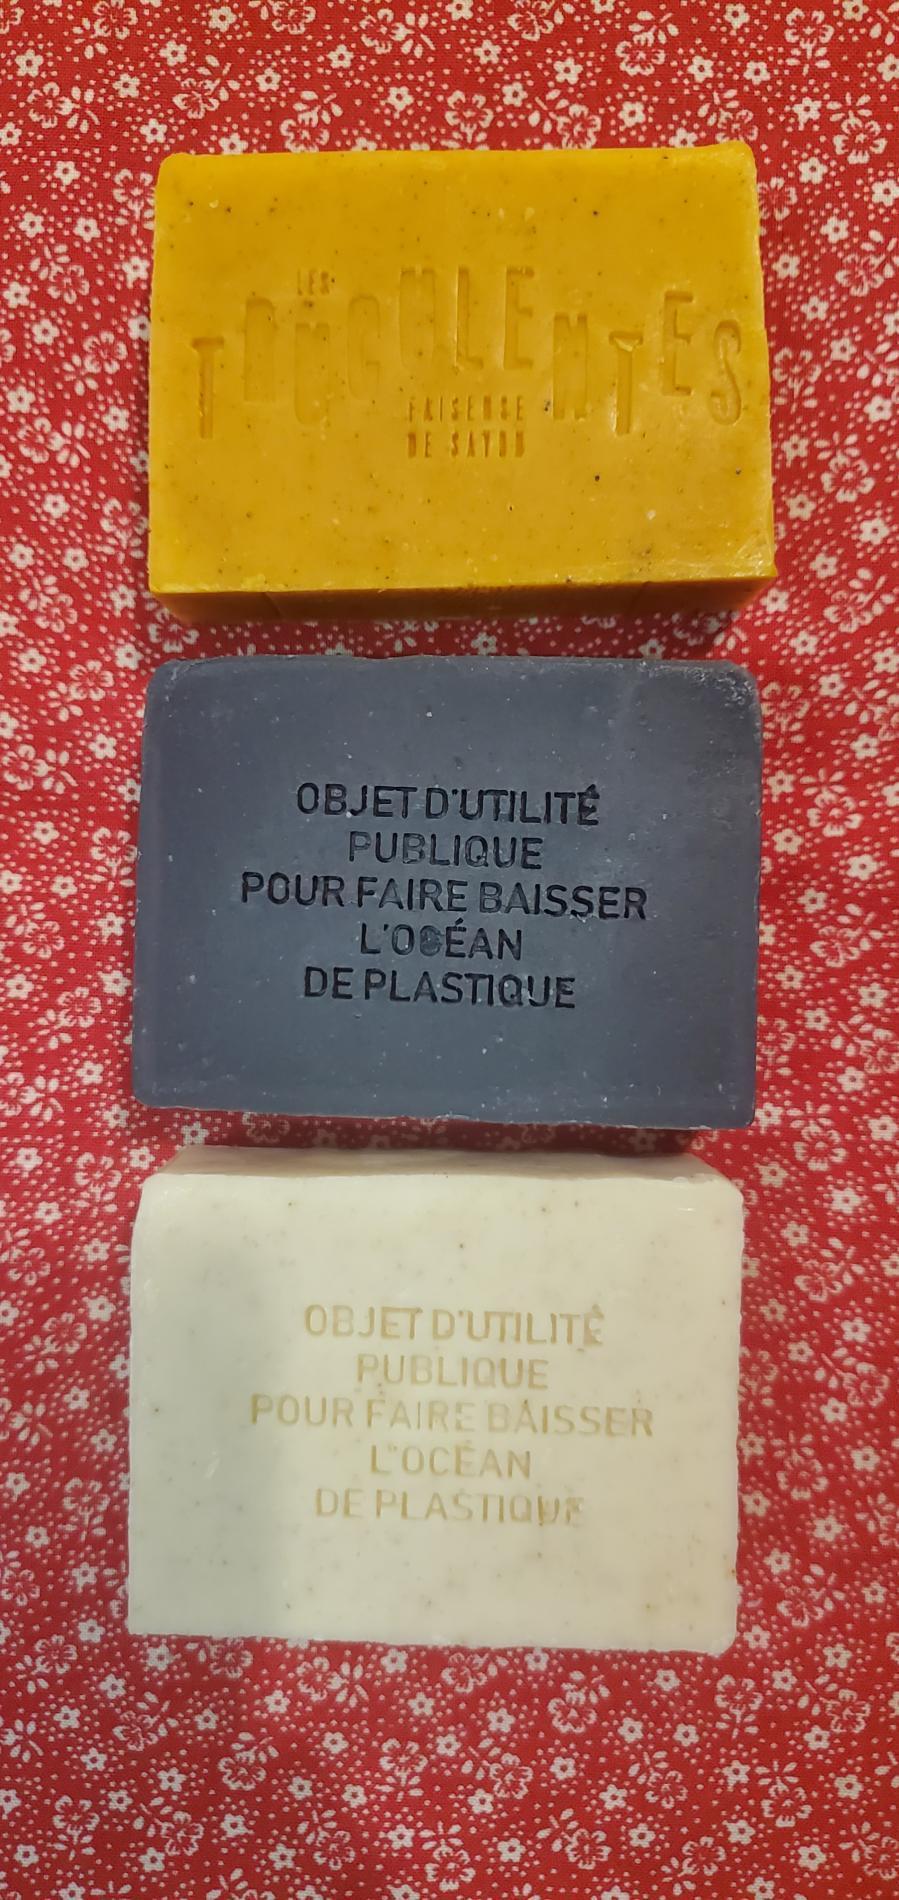 LES
TRUCULENTES
FAISEUSE
DE SAVON
OBJET D'UTILITÉ
PUBLIQUE
POUR FAIRE BAISSER
L'OCÉAN
DE PLASTIQUE
OBJET D'UTILITÉ
PUBLIQUE
POUR FAIRE BAISSER
L'OCÉAN
DE PLASTIQUE